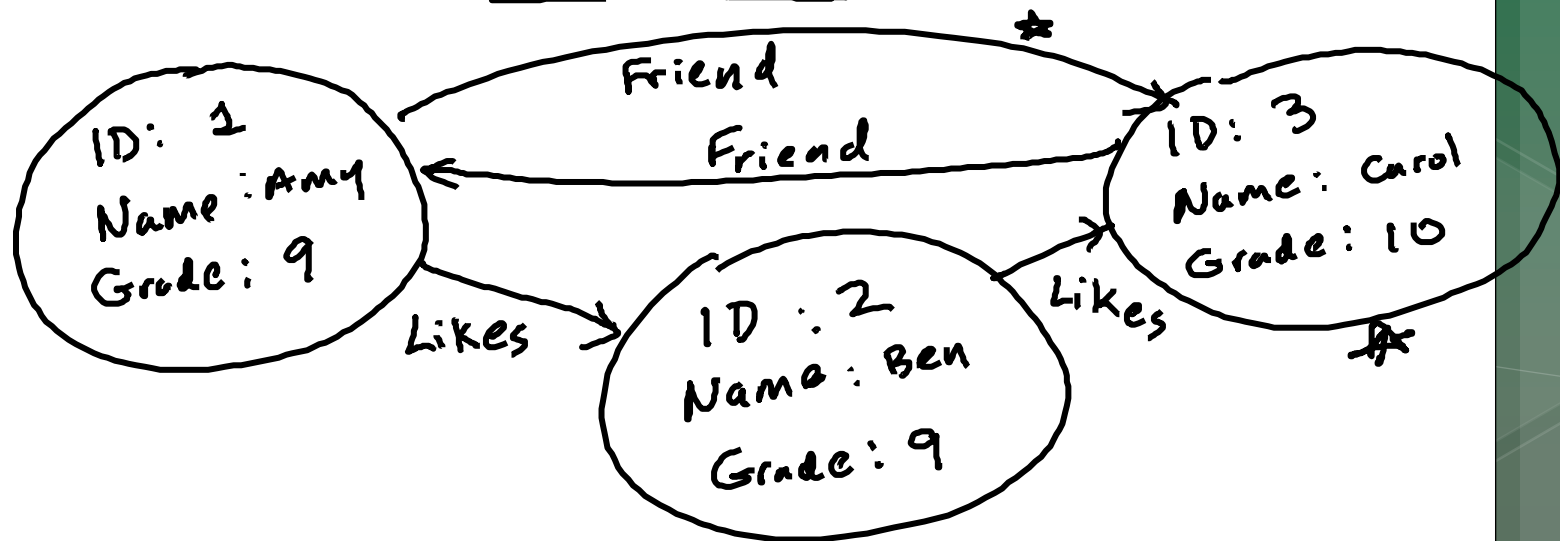 Friend
Friend
ID: 1
Name: Amy
Grade: 9
ID: 3
Name: Carol
Grade: 10
Likes
Likes
ID: 2
Name: Ben
Grade: 9